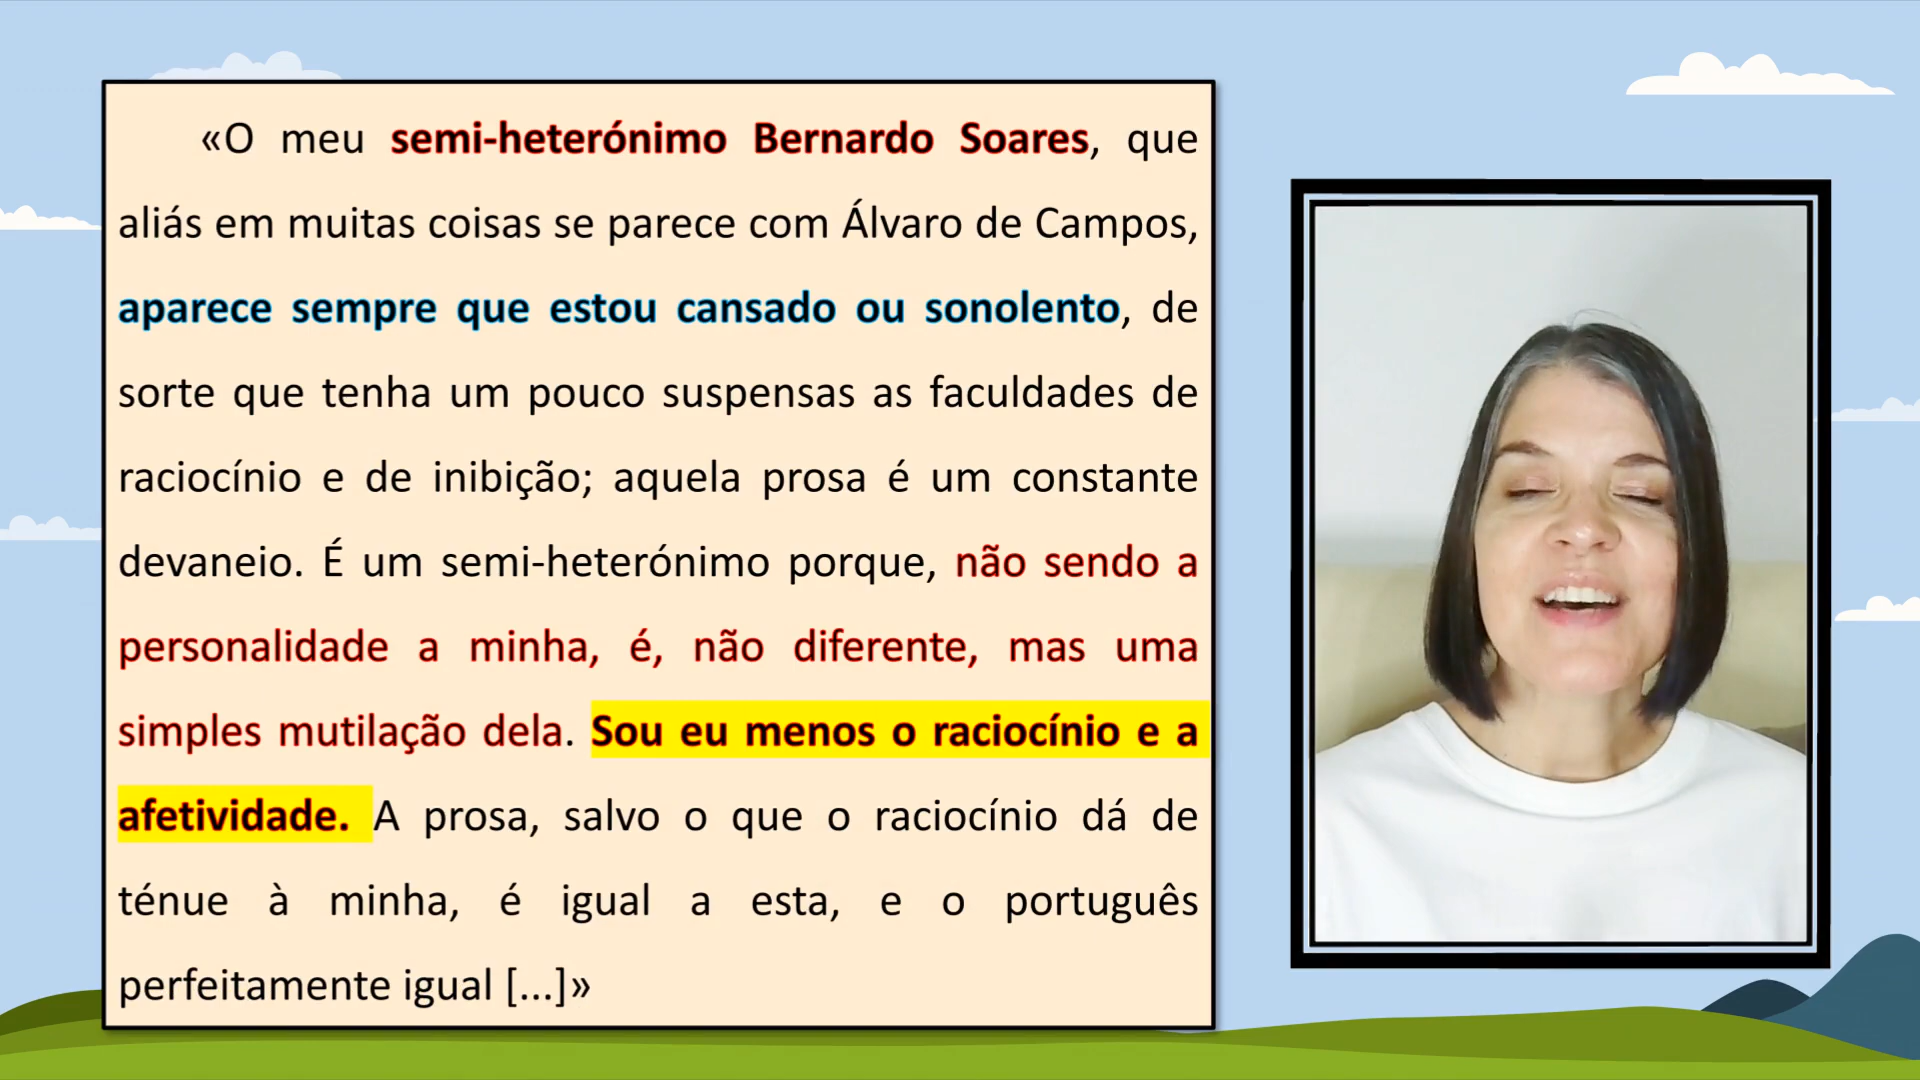 «O meu semi-heterónimo Bernardo Soares, que
aliás em muitas coisas se parece com Álvaro de Campos,
aparece sempre que estou cansado ou sonolento, de
sorte que tenha um pouco suspensas as faculdades de
raciocínio e de inibição; aquela prosa é um constante
devaneio. É um semi-heterónimo porque, não sendo a
personalidade a minha, é, não diferente, mas uma
simples mutilação dela. Sou eu menos o raciocínio e a
afetividade. A prosa, salvo o que o raciocínio dá de
ténue à minha, é igual a esta, e o português
perfeitamente igual [...]»